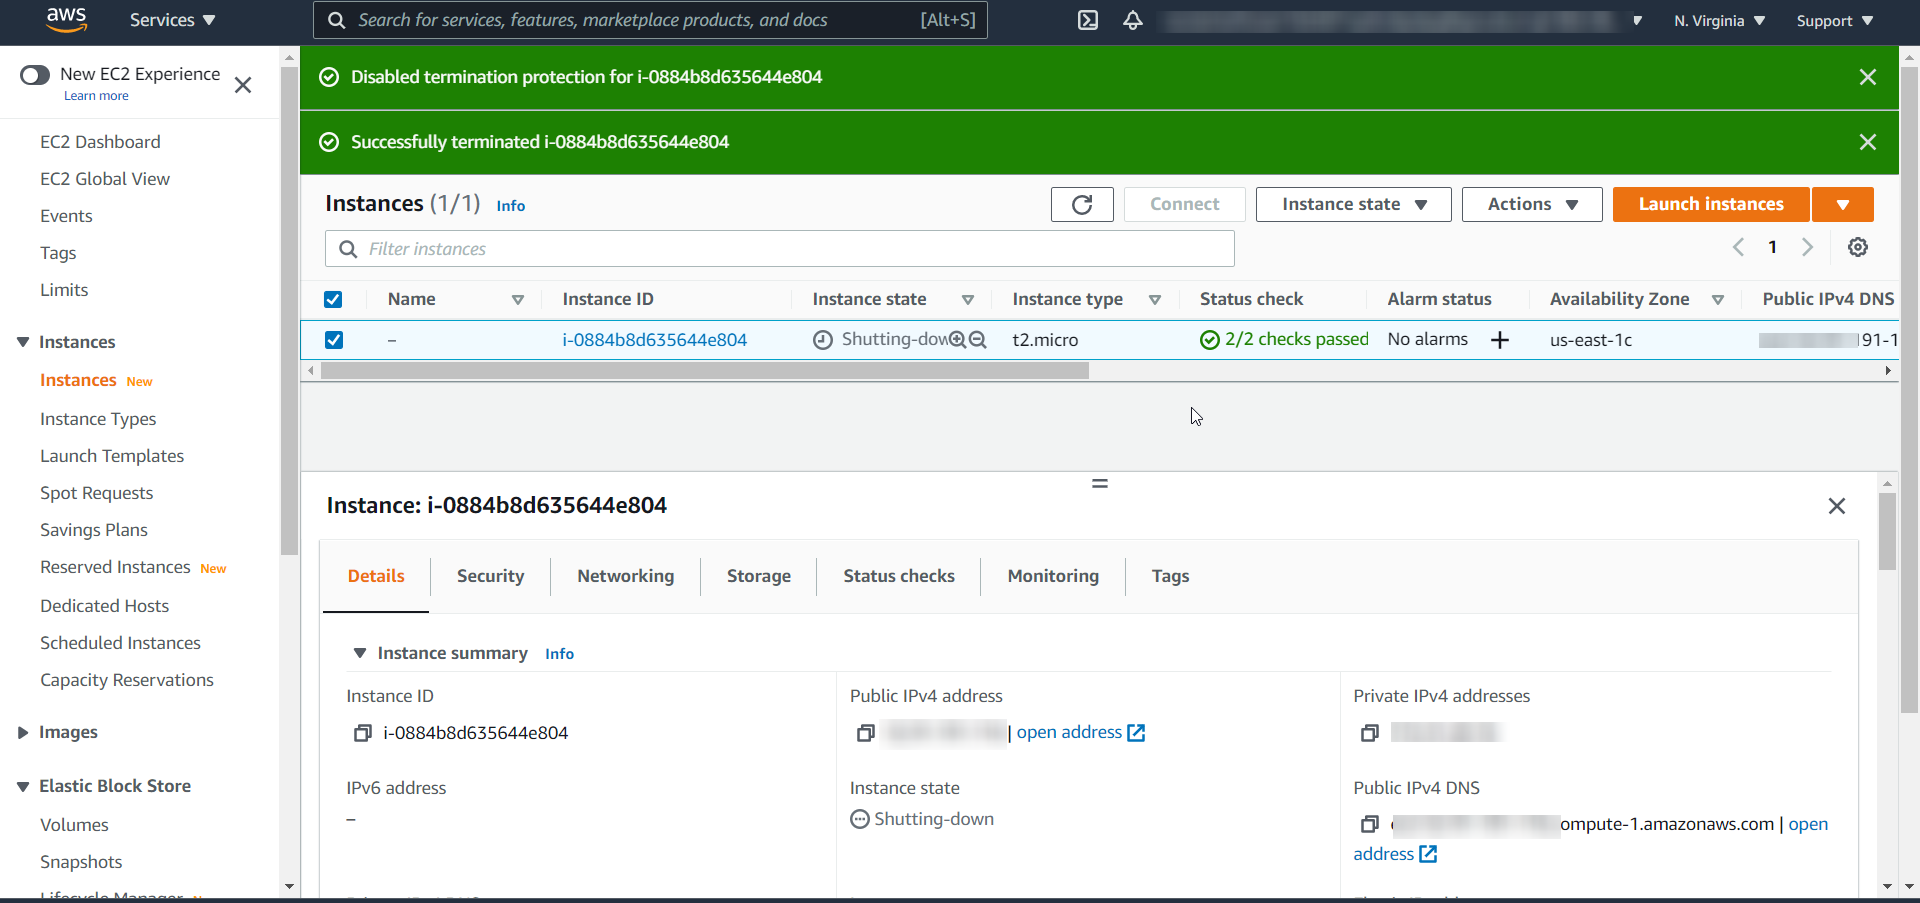 aws Services Search for services, features, marketplace products, and docs [Alt+S] N. Virginia Support
New EC2 Experience
Learn more
EC2 Dashboard
EC2 Global View
Events
Tags
Limits
Instances
Instances New
Instance Types
Launch Templates
Spot Requests
Savings Plans
Reserved Instances New
Dedicated Hosts
Scheduled Instances
Capacity Reservations
Images
Elastic Block Store
Volumes
Snapshots
Lifecycle Manager
Disabled termination protection for i-0884b8d635644e804
Successfully terminated i-0884b8d635644e804
Instances (1/1) Info Connect Instance state Actions Launch instances
Filter instances 1
Name Instance ID Instance state Instance type Status check Alarm status Availability Zone Public IPv4 DNS
– i-0884b8d635644e804 Shutting-dow t2.micro 2/2 checks passed No alarms + us-east-1c 191-1
Instance: i-0884b8d635644e804
Details Security Networking Storage Status checks Monitoring Tags
Instance summary Info
Instance ID Public IPv4 address Private IPv4 addresses
i-0884b8d635644e804 | open address
IPv6 address Instance state Public IPv4 DNS
– Shutting-down ompute-1.amazonaws.com | open
address